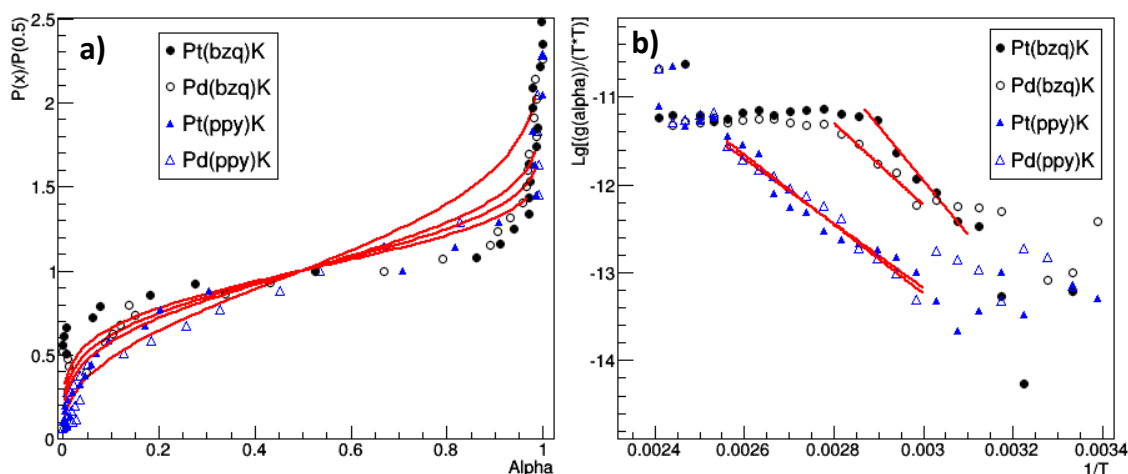 a)
P(x)/P(0.5)
2.5
2
1.5
1
0.5
0
Pt(bzq)K
Pd(bzq)K
Pt(ppy)K
Pd(ppy)K
0 0.2 0.4 0.6 0.8 1
Alpha
b)
Lg[(g(alpha))/(T*T)]
-11
-12
-13
-14
Pt(bzq)K
Pd(bzq)K
Pt(ppy)K
Pd(ppy)K
0.0024 0.0026 0.0028 0.003 0.0032 0.0034
1/T